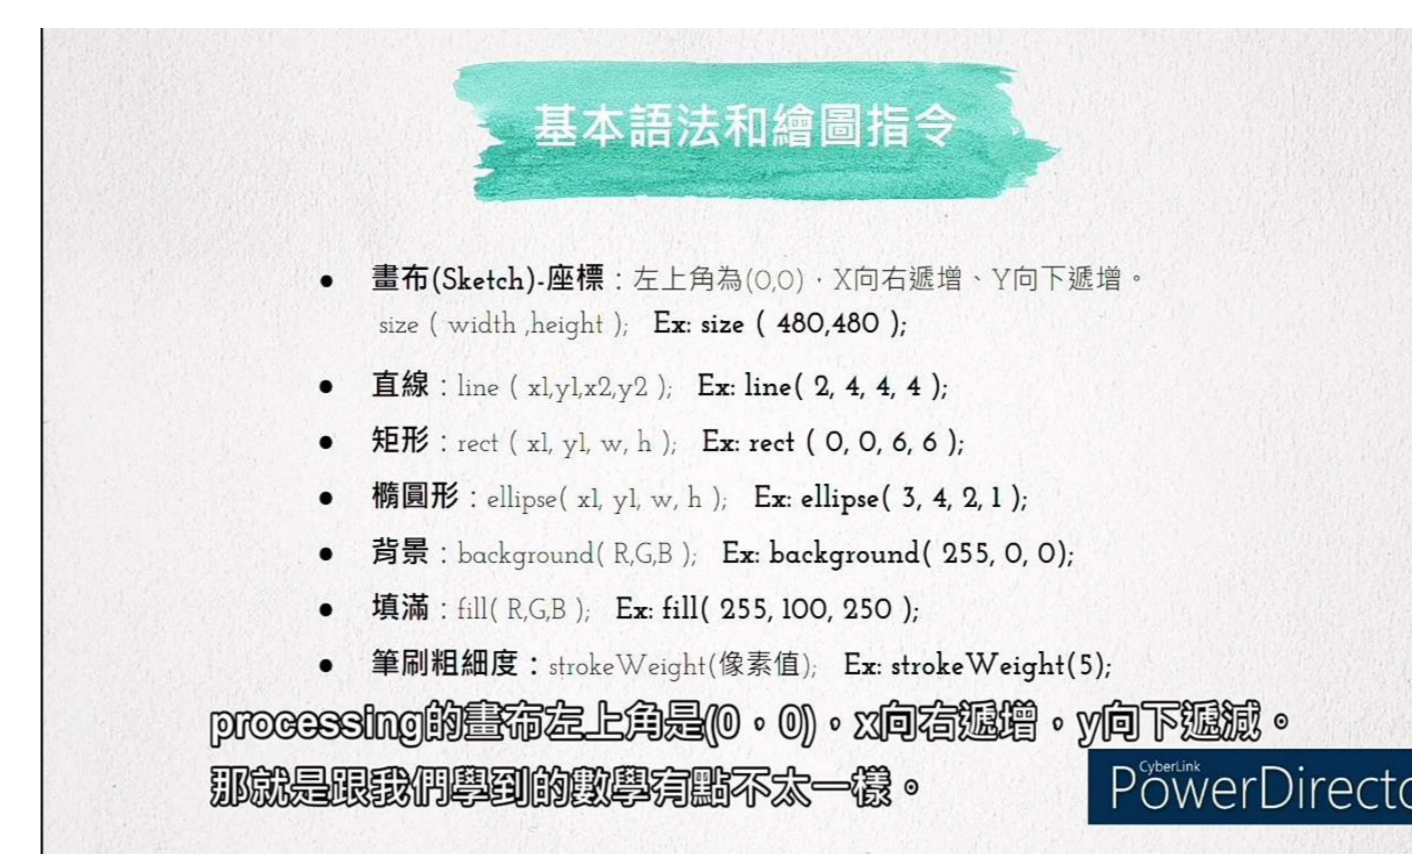 基本語法和繪圖指令
● 畫布(Sketch)-座標：左上角為(0,0)，X向右遞增、Y向下遞增。
size ( width ,height ); Ex: size ( 480,480 );
● 直線：line ( x1,y1,x2,y2 ); Ex: line( 2, 4, 4, 4 );
● 矩形：rect ( x1, y1, w, h ); Ex: rect ( 0, 0, 6, 6 );
● 橢圓形：ellipse( x1, y1, w, h ); Ex: ellipse( 3, 4, 2, 1 );
● 背景：background( R,G,B ); Ex: background( 255, 0, 0);
● 填滿：fill( R,G,B ); Ex: fill( 255, 100, 250 );
● 筆刷粗細度：strokeWeight(像素值); Ex: strokeWeight(5);
processing的畫布左上角是(0，0)，x向右遞增，y向下遞減。
那就是跟我們學到的數學有點不太一樣。
CyberLink
PowerDirecto